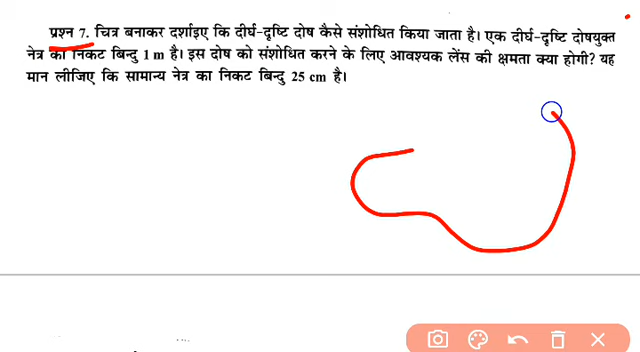 प्रश्न 7. चित्र बनाकर दर्शाइए कि दीर्घ-दृष्टि दोष कैसे संशोधित किया जाता है। एक दीर्घ-दृष्टि दोषयुक्त
नेत्र का निकट बिन्दु 1 m है। इस दोष को संशोधित करने के लिए आवश्यक लेंस की क्षमता क्या होगी? यह
मान लीजिए कि सामान्य नेत्र का निकट बिन्दु 25 cm है।